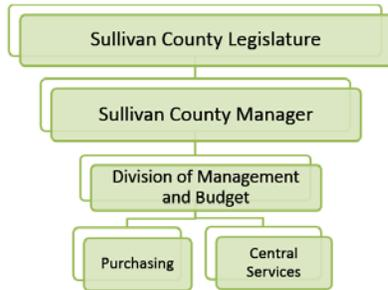 Sullivan County Legislature
Sullivan County Manager
Division of Management
and Budget
Purchasing
Central
Services